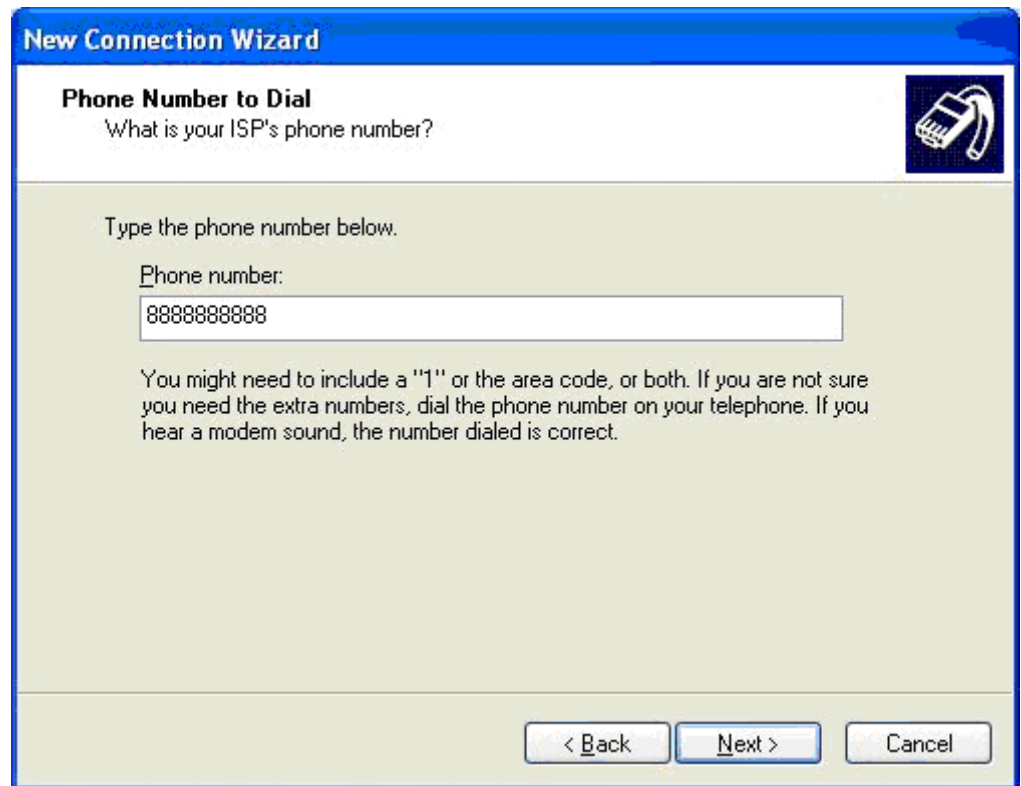 New Connection Wizard
Phone Number to Dial
What is your ISP's phone number?
Type the phone number below.
Phone number:
8888888888
You might need to include a "1" or the area code, or both. If you are not sure
you need the extra numbers, dial the phone number on your telephone. If you
hear a modem sound, the number dialed is correct.
< Back
Next >
Cancel